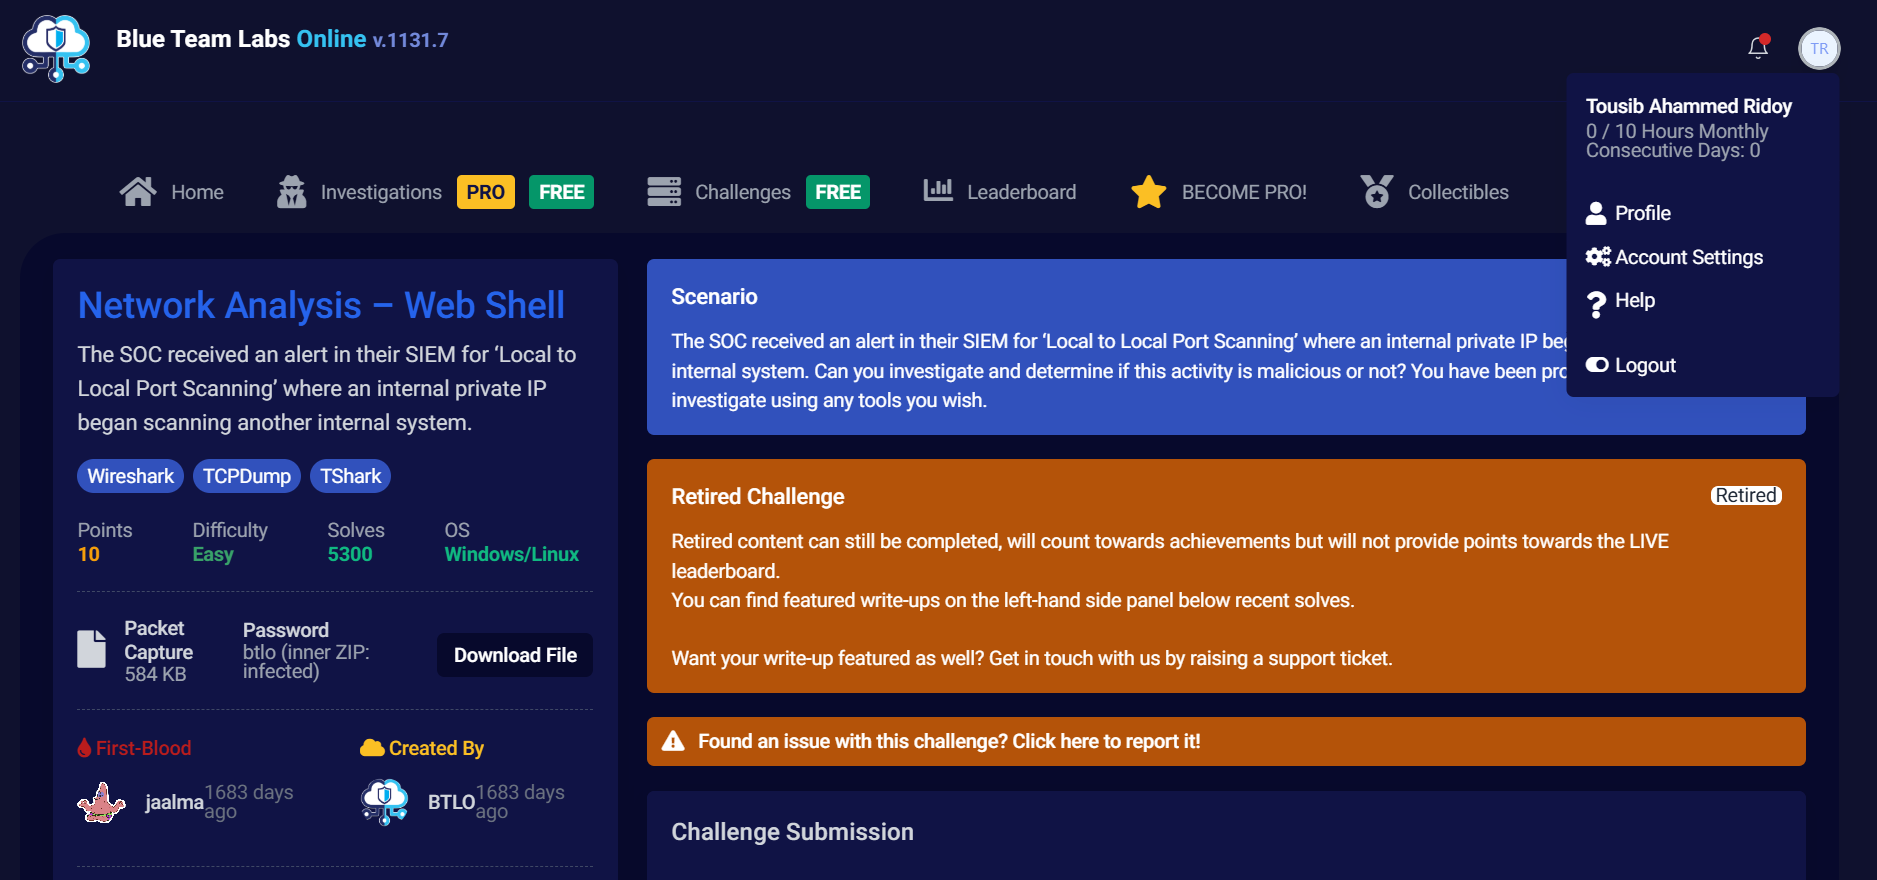 Blue Team Labs Online v.1131.7
TR
Tousib Ahammed Ridoy
0 / 10 Hours Monthly
Consecutive Days: 0
Profile
Account Settings
Help
Logout
Home
Investigations PRO FREE
Challenges FREE
Leaderboard
BECOME PRO!
Collectibles
Network Analysis – Web Shell
The SOC received an alert in their SIEM for ‘Local to
Local Port Scanning’ where an internal private IP
began scanning another internal system.
Wireshark TCPDump TShark
Points Difficulty Solves OS
10 Easy 5300 Windows/Linux
Packet
Capture
584 KB
Password
btlo (inner ZIP:
infected)
Download File
First-Blood
jaalma 1683 days
ago
Created By
BTLO 1683 days
ago
Scenario
The SOC received an alert in their SIEM for ‘Local to Local Port Scanning’ where an internal private IP
internal system. Can you investigate and determine if this activity is malicious or not? You have been
investigate using any tools you wish.
Retired Challenge
Retired
Retired content can still be completed, will count towards achievements but will not provide points towards the LIVE
leaderboard.
You can find featured write-ups on the left-hand side panel below recent solves.
Want your write-up featured as well? Get in touch with us by raising a support ticket.
Found an issue with this challenge? Click here to report it!
Challenge Submission